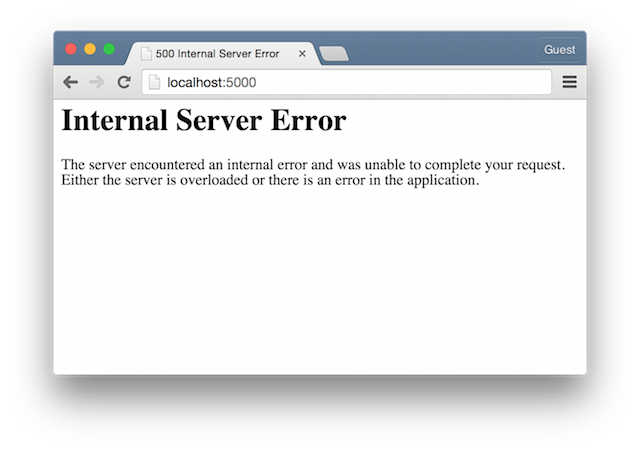 500 Internal Server Error
Guest
localhost:5000
Internal Server Error
The server encountered an internal error and was unable to complete your request.
Either the server is overloaded or there is an error in the application.